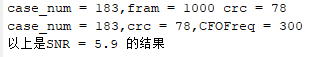 case_num = 183,fram = 1000 crc = 78
case_num = 183,crc = 78,CFOFreq = 300
以上是SNR = 5.9 的结果